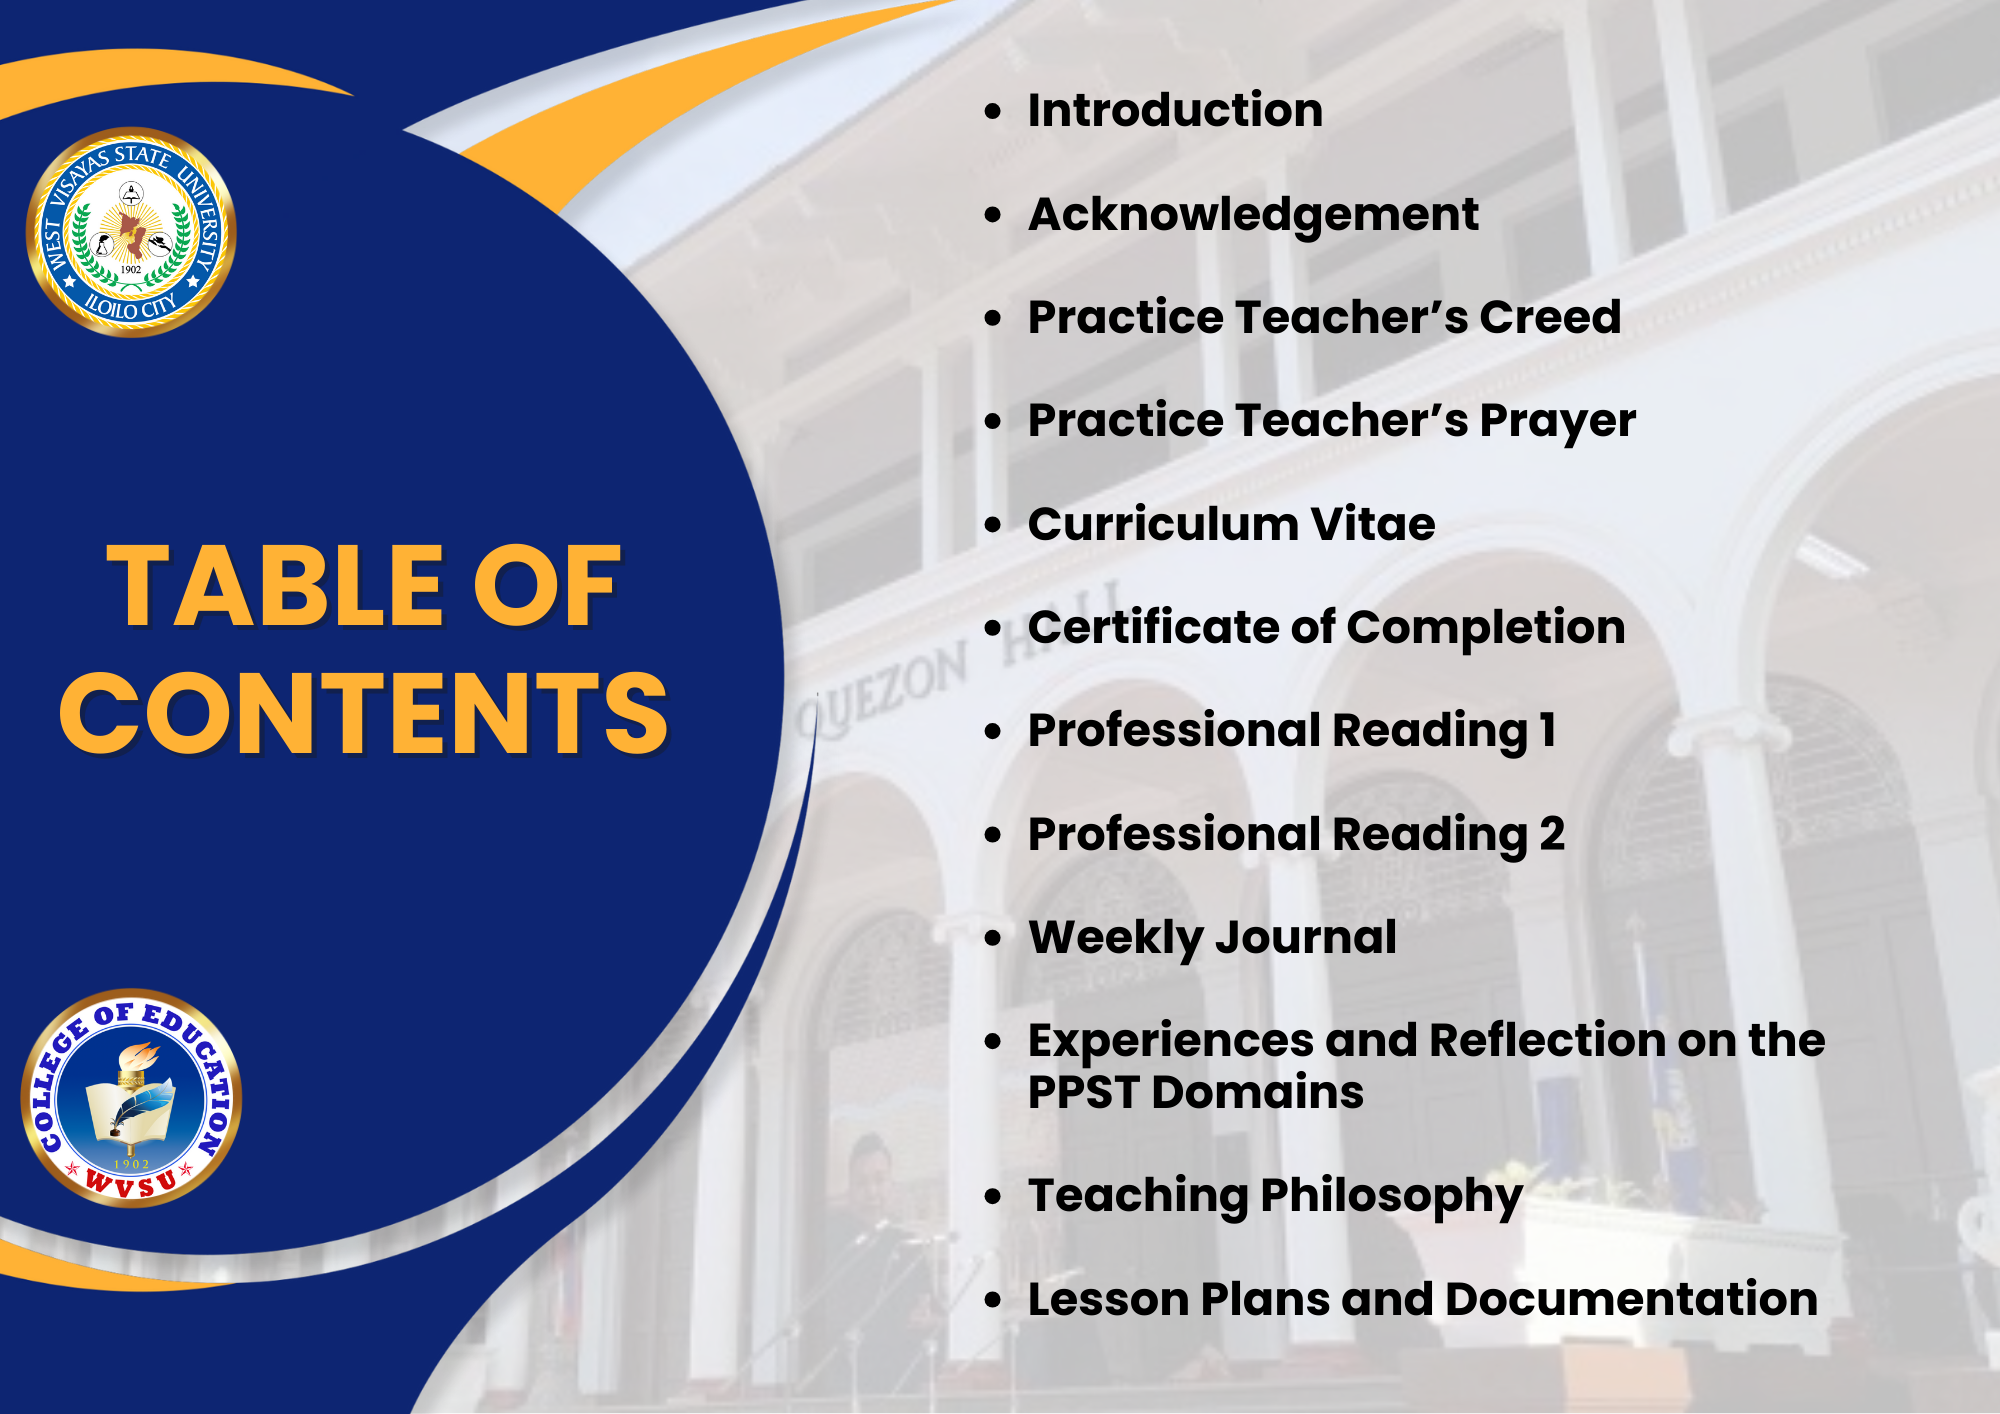 WEST VISAYAS STATE UNIVERSITY
1902
ILOILO CITY
TABLE OF
CONTENTS
COLLEGE OF EDUCATION
1902
WVSU
QUEZON HALL
• Introduction
• Acknowledgement
• Practice Teacher’s Creed
• Practice Teacher’s Prayer
• Curriculum Vitae
• Certificate of Completion
• Professional Reading 1
• Professional Reading 2
• Weekly Journal
• Experiences and Reflection on the
PPST Domains
• Teaching Philosophy
• Lesson Plans and Documentation